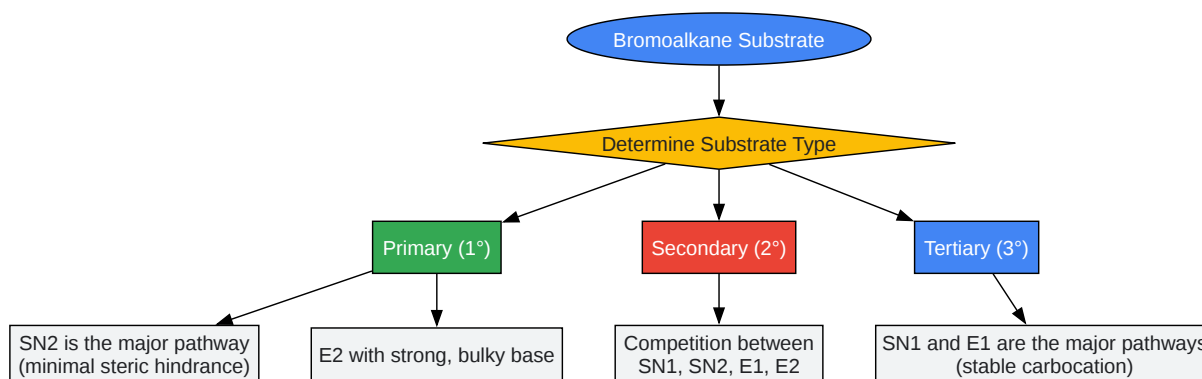 Bromoalkane Substrate
Determine Substrate Type
Primary (1°)
Secondary (2°)
Tertiary (3°)
SN2 is the major pathway
(minimal steric hindrance)
E2 with strong, bulky base
Competition between
SN1, SN2, E1, E2
SN1 and E1 are the major pathways
(stable carbocation)